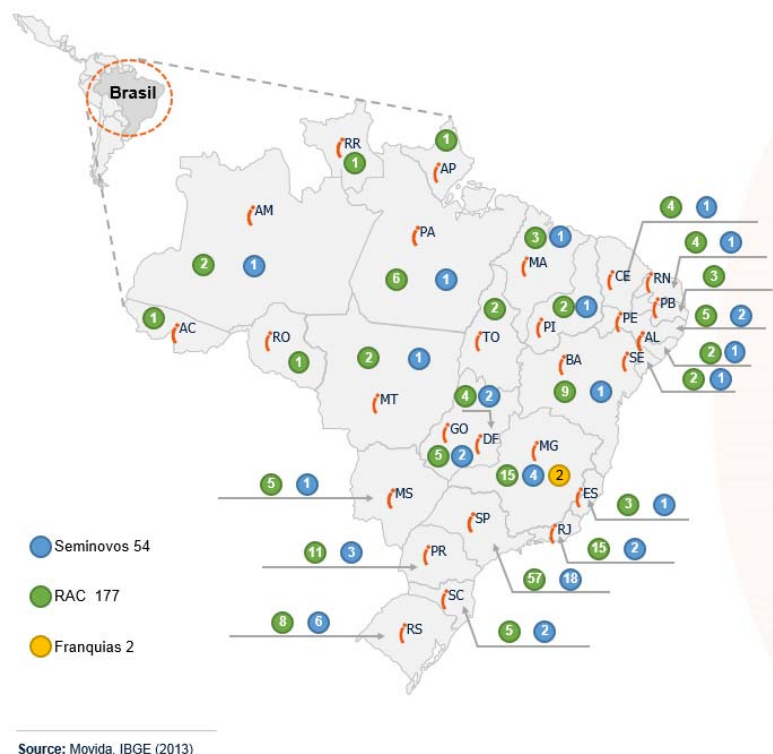 Brasil
RR
1
1
AP
AM
2
1
PA
6
1
3
1
MA
4
1
CE
4
1
RN
3
PB
5
2
PE
AL
2
1
SE
2
1
2
1
PI
2
TO
1
AC
RO
1
2
1
MT
BA
9
1
4
2
GO
DF
5
2
MG
15
4
2
5
1
MS
ES
3
1
SP
RJ
15
2
11
3
PR
57
18
SC
8
6
RS
5
2
Seminovos 54
RAC 177
Franquias 2
Source: Movida, IBGE (2013)